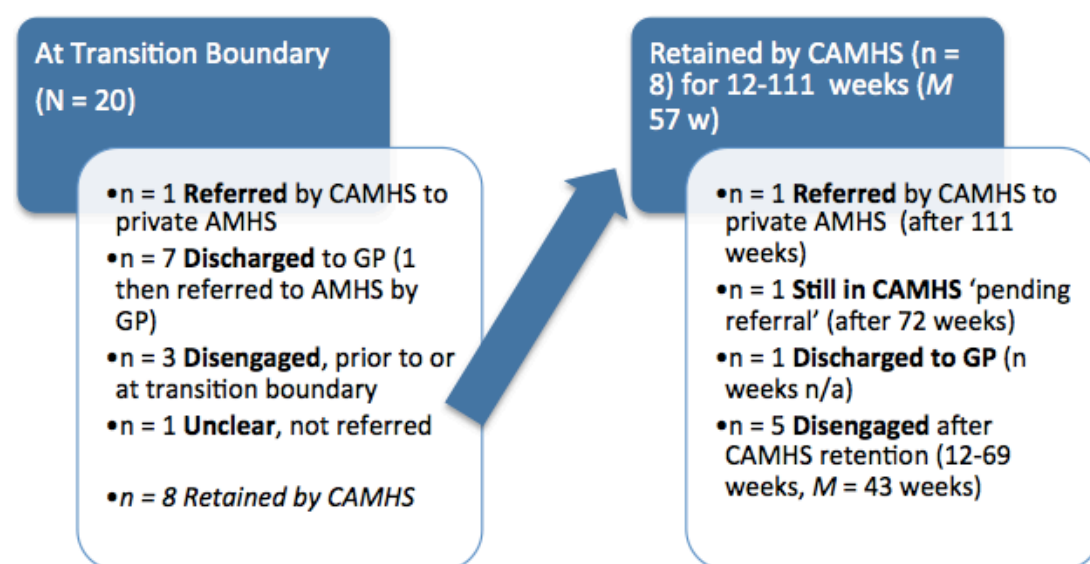 At Transition Boundary
(N = 20)
•n = 1 Referred by CAMHS to
private AMHS
•n = 7 Discharged to GP (1
then referred to AMHS by
GP)
•n = 3 Disengaged, prior to or
at transition boundary
•n = 1 Unclear, not referred
•n = 8 Retained by CAMHS
Retained by CAMHS (n =
8) for 12-111 weeks (M
57 w)
•n = 1 Referred by CAMHS to
private AMHS (after 111
weeks)
•n = 1 Still in CAMHS ‘pending
referral’ (after 72 weeks)
•n = 1 Discharged to GP (n
weeks n/a)
•n = 5 Disengaged after
CAMHS retention (12-69
weeks, M = 43 weeks)